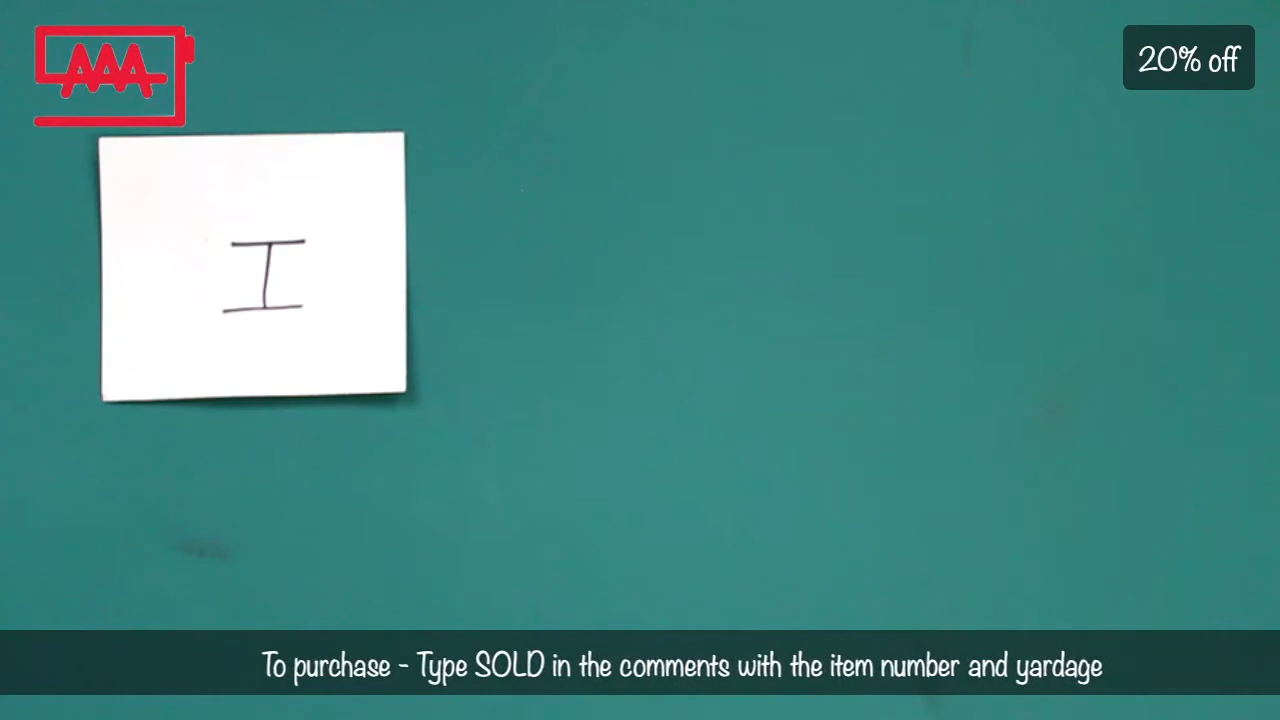 AAA
20% off
I
To purchase - Type SOLD in the comments with the item number and yardage